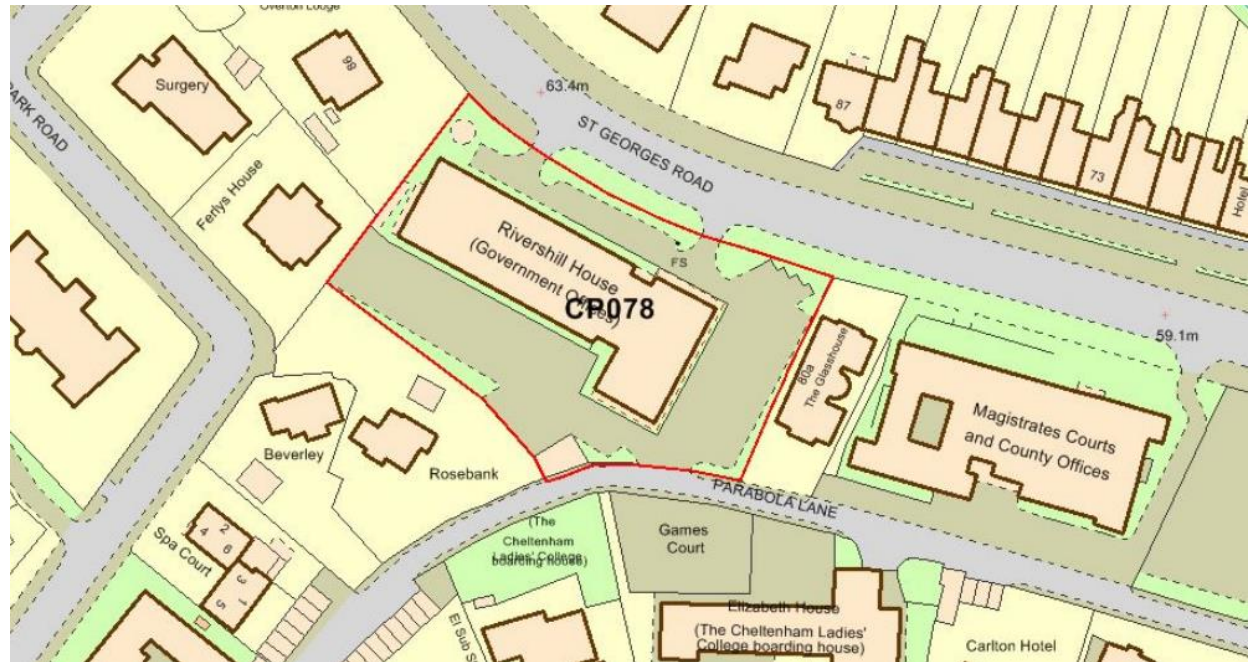 Overton Lodge
Surgery
98
63.4m
ST GEORGES ROAD
87
73
Hotel
PARK ROAD
Ferlys House
Rivershill House
(Government Offices)
FS
CP078
59.1m
80a
The Glasshouse
Magistrates Courts
and County Offices
Beverley
Rosebank
PARABOLA LANE
Spa Court
2
4
6
3
1
5
(The
Cheltenham
Ladies' College
boarding house)
Games
Court
El Sub S
Elizabeth House
(The Cheltenham Ladies'
College boarding house)
Carlton Hotel